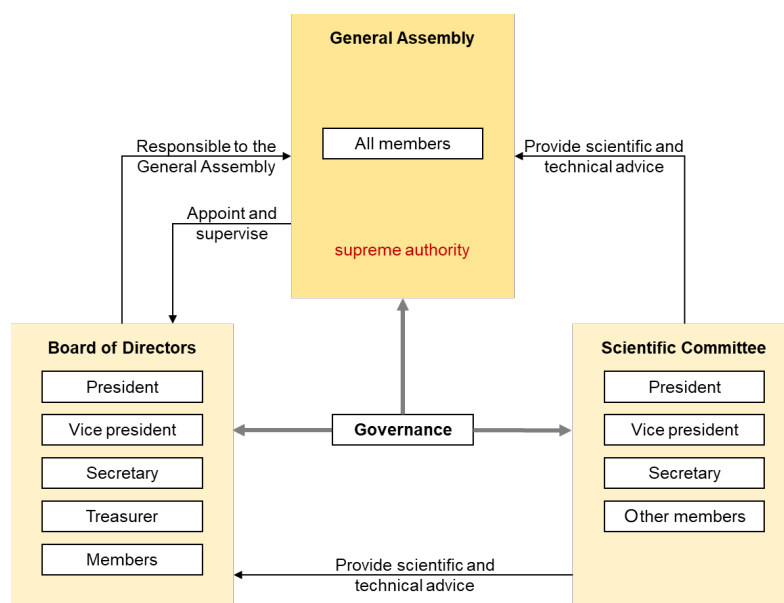 General Assembly
All members
supreme authority
Responsible to the
General Assembly
Provide scientific and
technical advice
Appoint and
supervise
Board of Directors
President
Vice president
Secretary
Treasurer
Members
Governance
Scientific Committee
President
Vice president
Secretary
Other members
Provide scientific and
technical advice